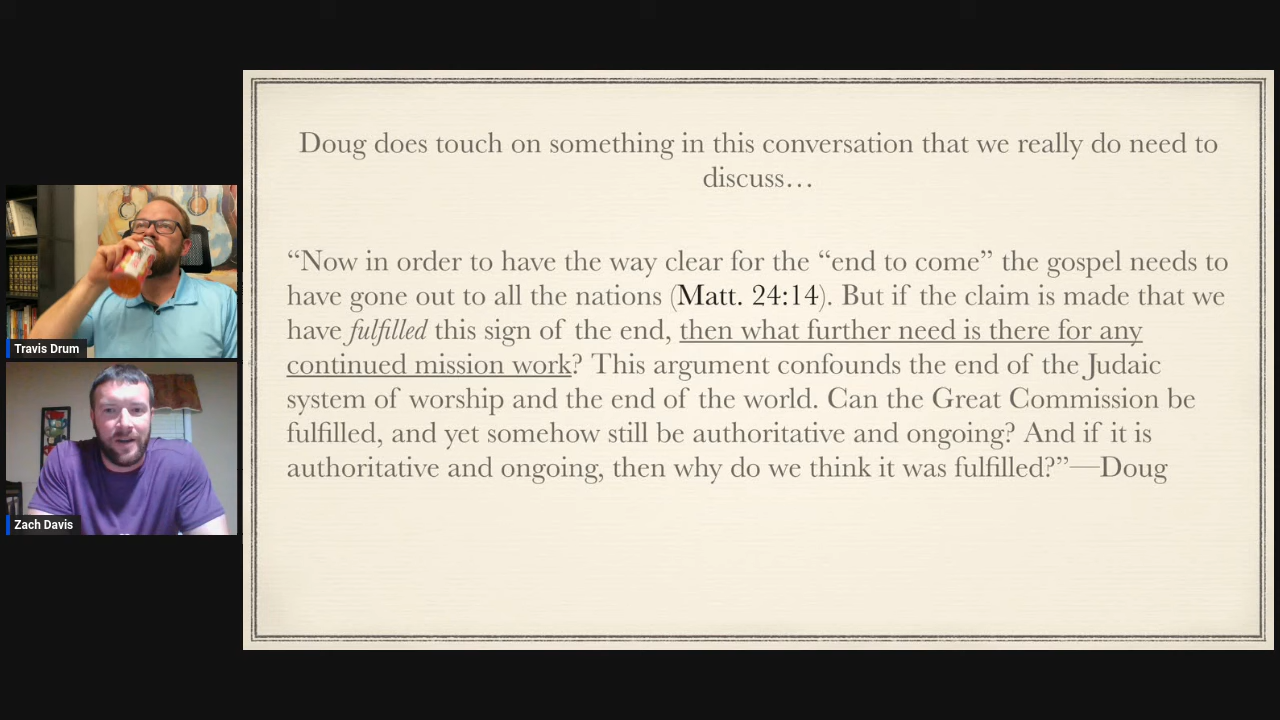 Doug does touch on something in this conversation that we really do need to
discuss…
“Now in order to have the way clear for the “end to come” the gospel needs to
have gone out to all the nations (Matt. 24:14). But if the claim is made that we
have fulfilled this sign of the end, then what further need is there for any
continued mission work? This argument confounds the end of the Judaic
system of worship and the end of the world. Can the Great Commission be
fulfilled, and yet somehow still be authoritative and ongoing? And if it is
authoritative and ongoing, then why do we think it was fulfilled?”—Doug
Travis Drum
Zach Davis